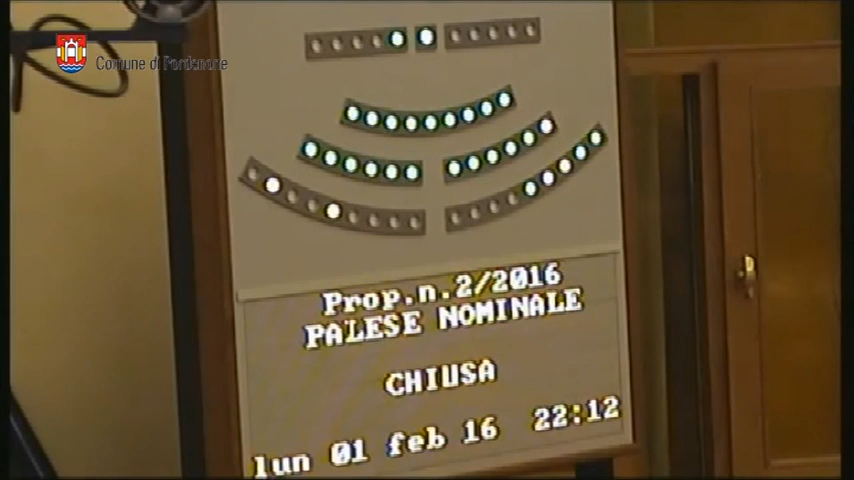 Comune di Pordenone
Prop.n.2/2016
PALESE NOMINALE
CHIUSA
lun 01 feb 16 22:12